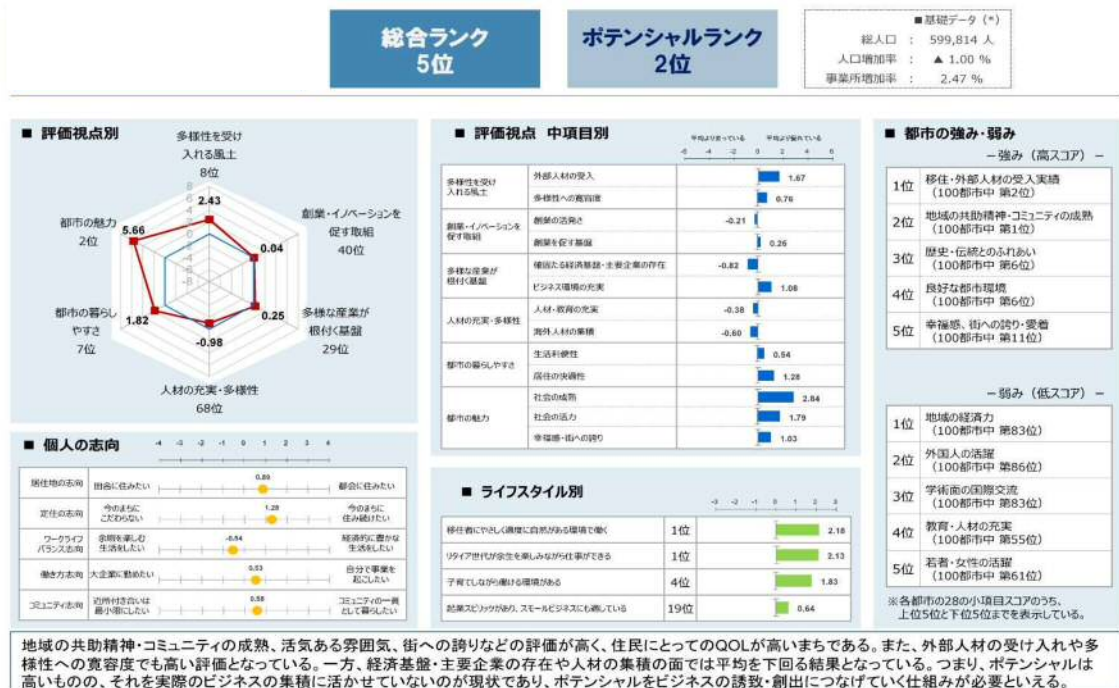 総合ランク
5位
ポテンシャルランク
2位
■基礎データ (*)
総人口 : 599,814 人
人口増加率 : ▲ 1.00 %
事業所増加率 : 2.47 %
■ 評価視点別
多様性を受け
入れる風土
8位
創業・イノベーションを
促す取組
40位
多様な産業が
根付く基盤
29位
人材の充実・多様性
68位
都市の暮らし
やすさ
7位
都市の魅力
2位
8
6
4
2
0
-2
-4
-6
-8
2.43
0.04
0.25
-0.98
1.82
5.66
■ 個人の志向
-4 -3 -2 -1 0 1 2 3 4
居住地の志向 田舎に住みたい 0.89 都会に住みたい
定住の志向 今のまちに
こだわらない 1.28 今のまちに
住み続けたい
ワークライフ
バランス志向 余暇を楽しむ
生活をしたい -0.54 経済的に豊かな
生活をしたい
働き方志向 大企業に勤めたい 0.53 自分で事業を
起こしたい
コミュニティ志向 近所付き合いは
最小限にしたい 0.58 コミュニティの一員
として暮らしたい
■ 評価視点 中項目別
平均より劣っている 平均より優れている
-6 -4 -2 0 2 4 6
多様性を受け
入れる風土
外部人材の受入 1.67
多様性への寛容度 0.76
創業・イノベーションを
促す取組
創業の活発さ -0.21
創業を促す基盤 0.26
多様な産業が
根付く基盤
確固たる経済基盤・主要企業の存在 -0.82
ビジネス環境の充実 1.08
人材の充実・多様性
人材・教育の充実 -0.38
海外人材の集積 -0.60
都市の暮らしやすさ
生活利便性 0.54
居住の快適性 1.28
都市の魅力
社会の成熟 2.84
社会の活力 1.79
幸福感・街への誇り 1.03
■ ライフスタイル別
-3 -2 -1 0 1 2 3
移住者にやさしく適度に自然がある環境で働く 1位 2.18
リタイア世代が余生を楽しみながら仕事ができる 1位 2.13
子育てしながら働ける環境がある 4位 1.83
起業スピリッツがあり、スモールビジネスにも適している 19位 0.64
■ 都市の強み・弱み
－強み（高スコア）－
1位 移住・外部人材の受入実績
(100都市中 第2位)
2位 地域の共助精神・コミュニティの成熟
(100都市中 第1位)
3位 歴史・伝統とのふれあい
(100都市中 第6位)
4位 良好な都市環境
(100都市中 第6位)
5位 幸福感、街への誇り・愛着
(100都市中 第11位)
－弱み（低スコア）－
1位 地域の経済力
(100都市中 第83位)
2位 外国人の活躍
(100都市中 第86位)
3位 学術面の国際交流
(100都市中 第83位)
4位 教育・人材の充実
(100都市中 第55位)
5位 若者・女性の活躍
(100都市中 第61位)
※各都市の28の小項目スコアのうち、
上位5位と下位5位までを表示している。
地域の共助精神・コミュニティの成熟、活気ある雰囲気、街への誇りなどの評価が高く、住民にとってのQOLが高いまちである。また、外部人材の受け入れや多
様性への寛容度でも高い評価となっている。一方、経済基盤・主要企業の存在や人材の集積の面では平均を下回る結果となっている。つまり、ポテンシャルは
高いものの、それを実際のビジネスの集積に活かせていないのが現状であり、ポテンシャルをビジネスの誘致・創出につなげていく仕組みが必要といえる。